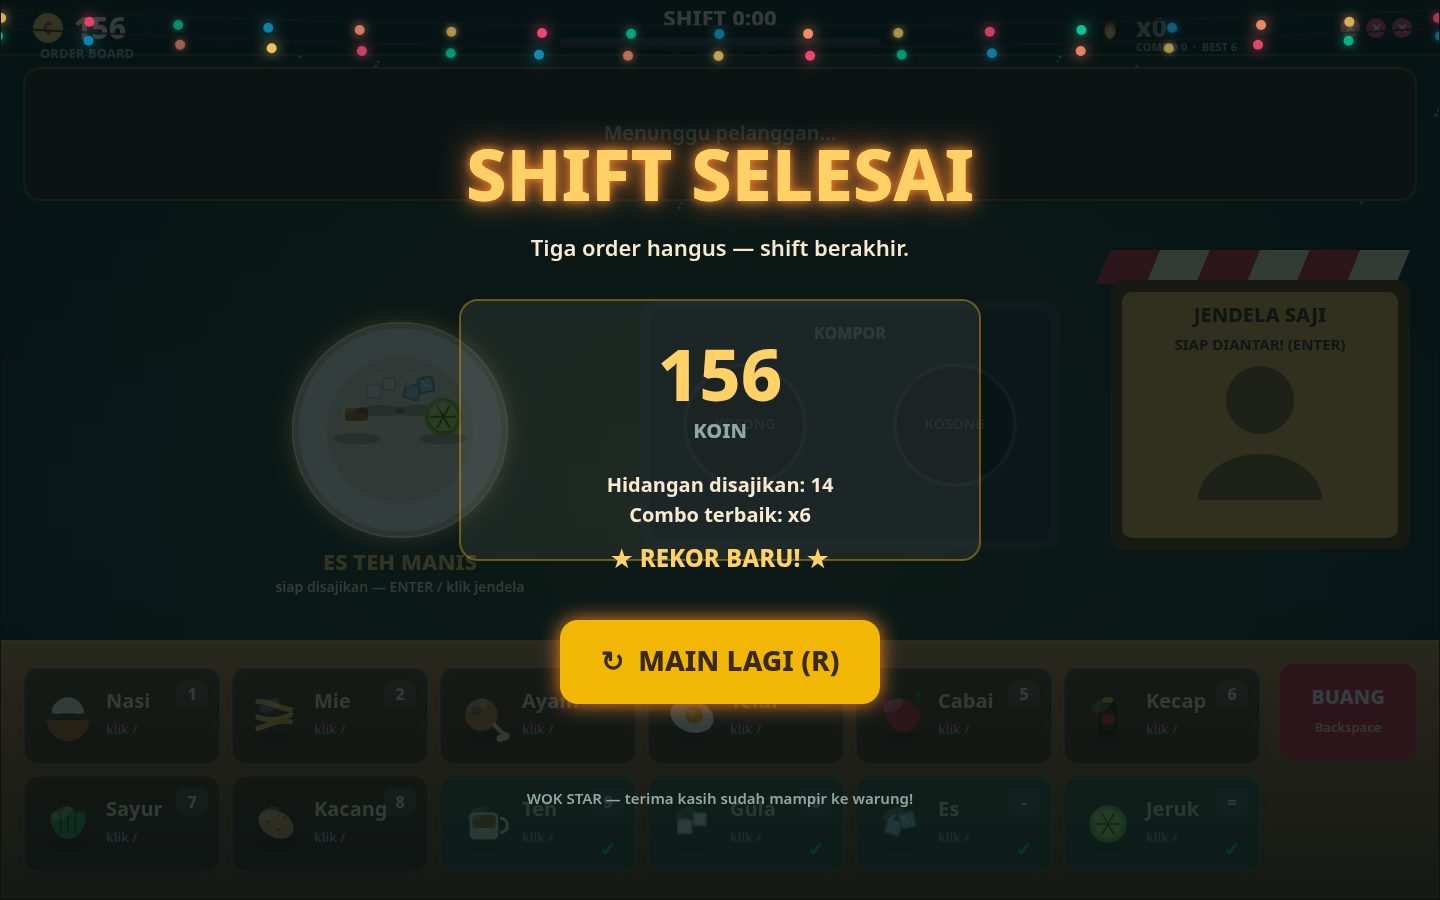 156
ORDER BOARD
SHIFT 0:00
x0
COMBO 0 · BEST 6
Menunggu pelanggan...
SHIFT SELESAI
Tiga order hangus — shift berakhir.
KOMPOR
KOSONG
KOSONG
156
KOIN
Hidangan disajikan: 14
Combo terbaik: x6
★ REKOR BARU! ★
JENDELA SAJI
SIAP DIANTAR! (ENTER)
ES TEH MANIS
siap disajikan — ENTER / klik jendela
↻ MAIN LAGI (R)
Nasi 1
klik /
Mie 2
klik /
Ayam
klik /
Telur
klik /
Cabai 5
klik /
Kecap 6
klik /
BUANG
Backspace
Sayur 7
klik /
Kacang 8
klik /
Teh 9
klik /
✓
Gula
klik /
✓
Es -
klik /
✓
Jeruk =
klik /
✓
WOK STAR — terima kasih sudah mampir ke warung!